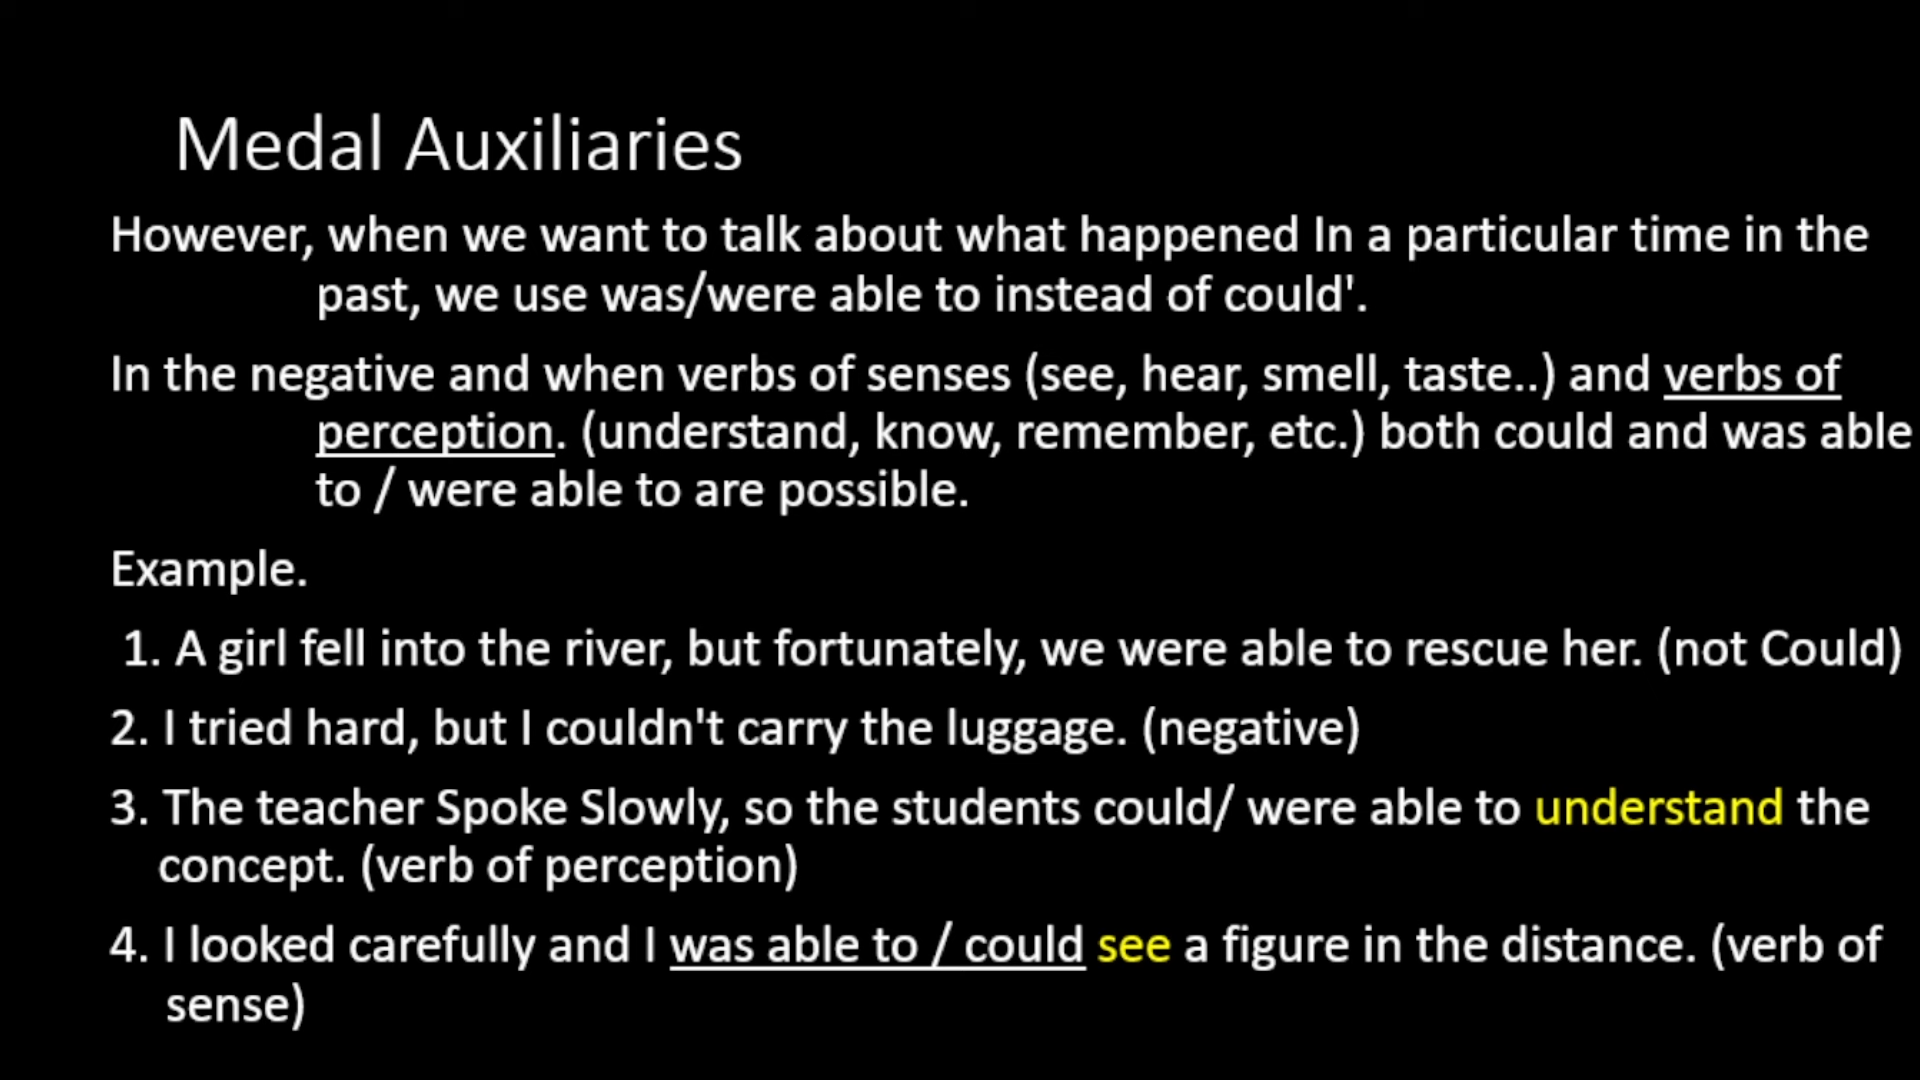 Medal Auxiliaries
However, when we want to talk about what happened In a particular time in the
past, we use was/were able to instead of could'.
In the negative and when verbs of senses (see, hear, smell, taste..) and verbs of
perception. (understand, know, remember, etc.) both could and was able
to / were able to are possible.
Example.
1. A girl fell into the river, but fortunately, we were able to rescue her. (not Could)
2. I tried hard, but I couldn't carry the luggage. (negative)
3. The teacher Spoke Slowly, so the students could/ were able to understand the
concept. (verb of perception)
4. I looked carefully and I was able to / could see a figure in the distance. (verb of
sense)